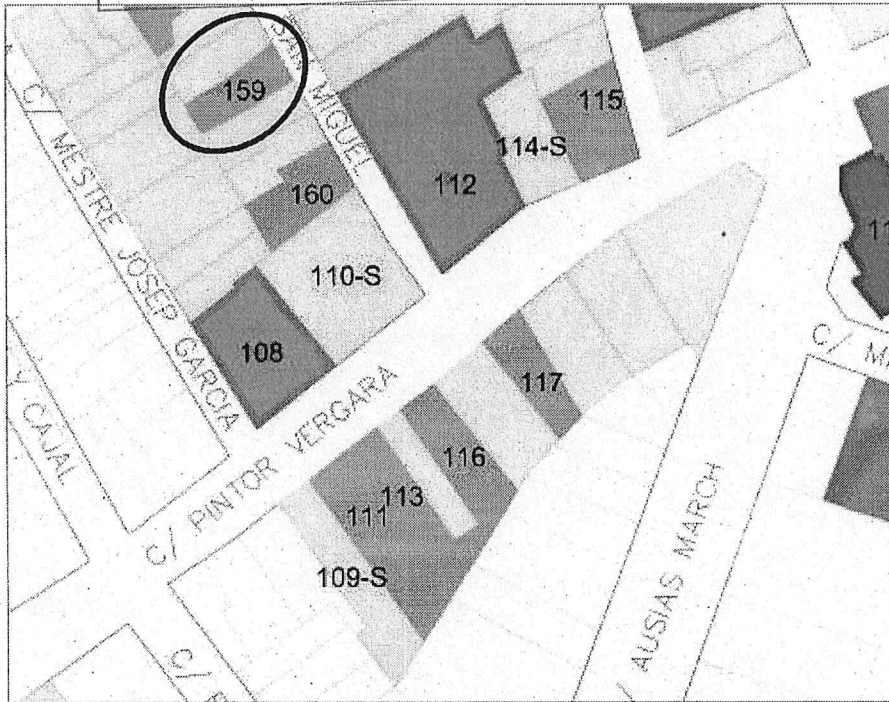 SAN MIGUEL
159
C/ MESTRE JOSEP GARCIA
115
114-S
112
160
110-S
108
117
C/ PINTOR VERGARA
Y CAJAL
116
113
111
109-S
C/ AUSIAS MARCH
C/
C/